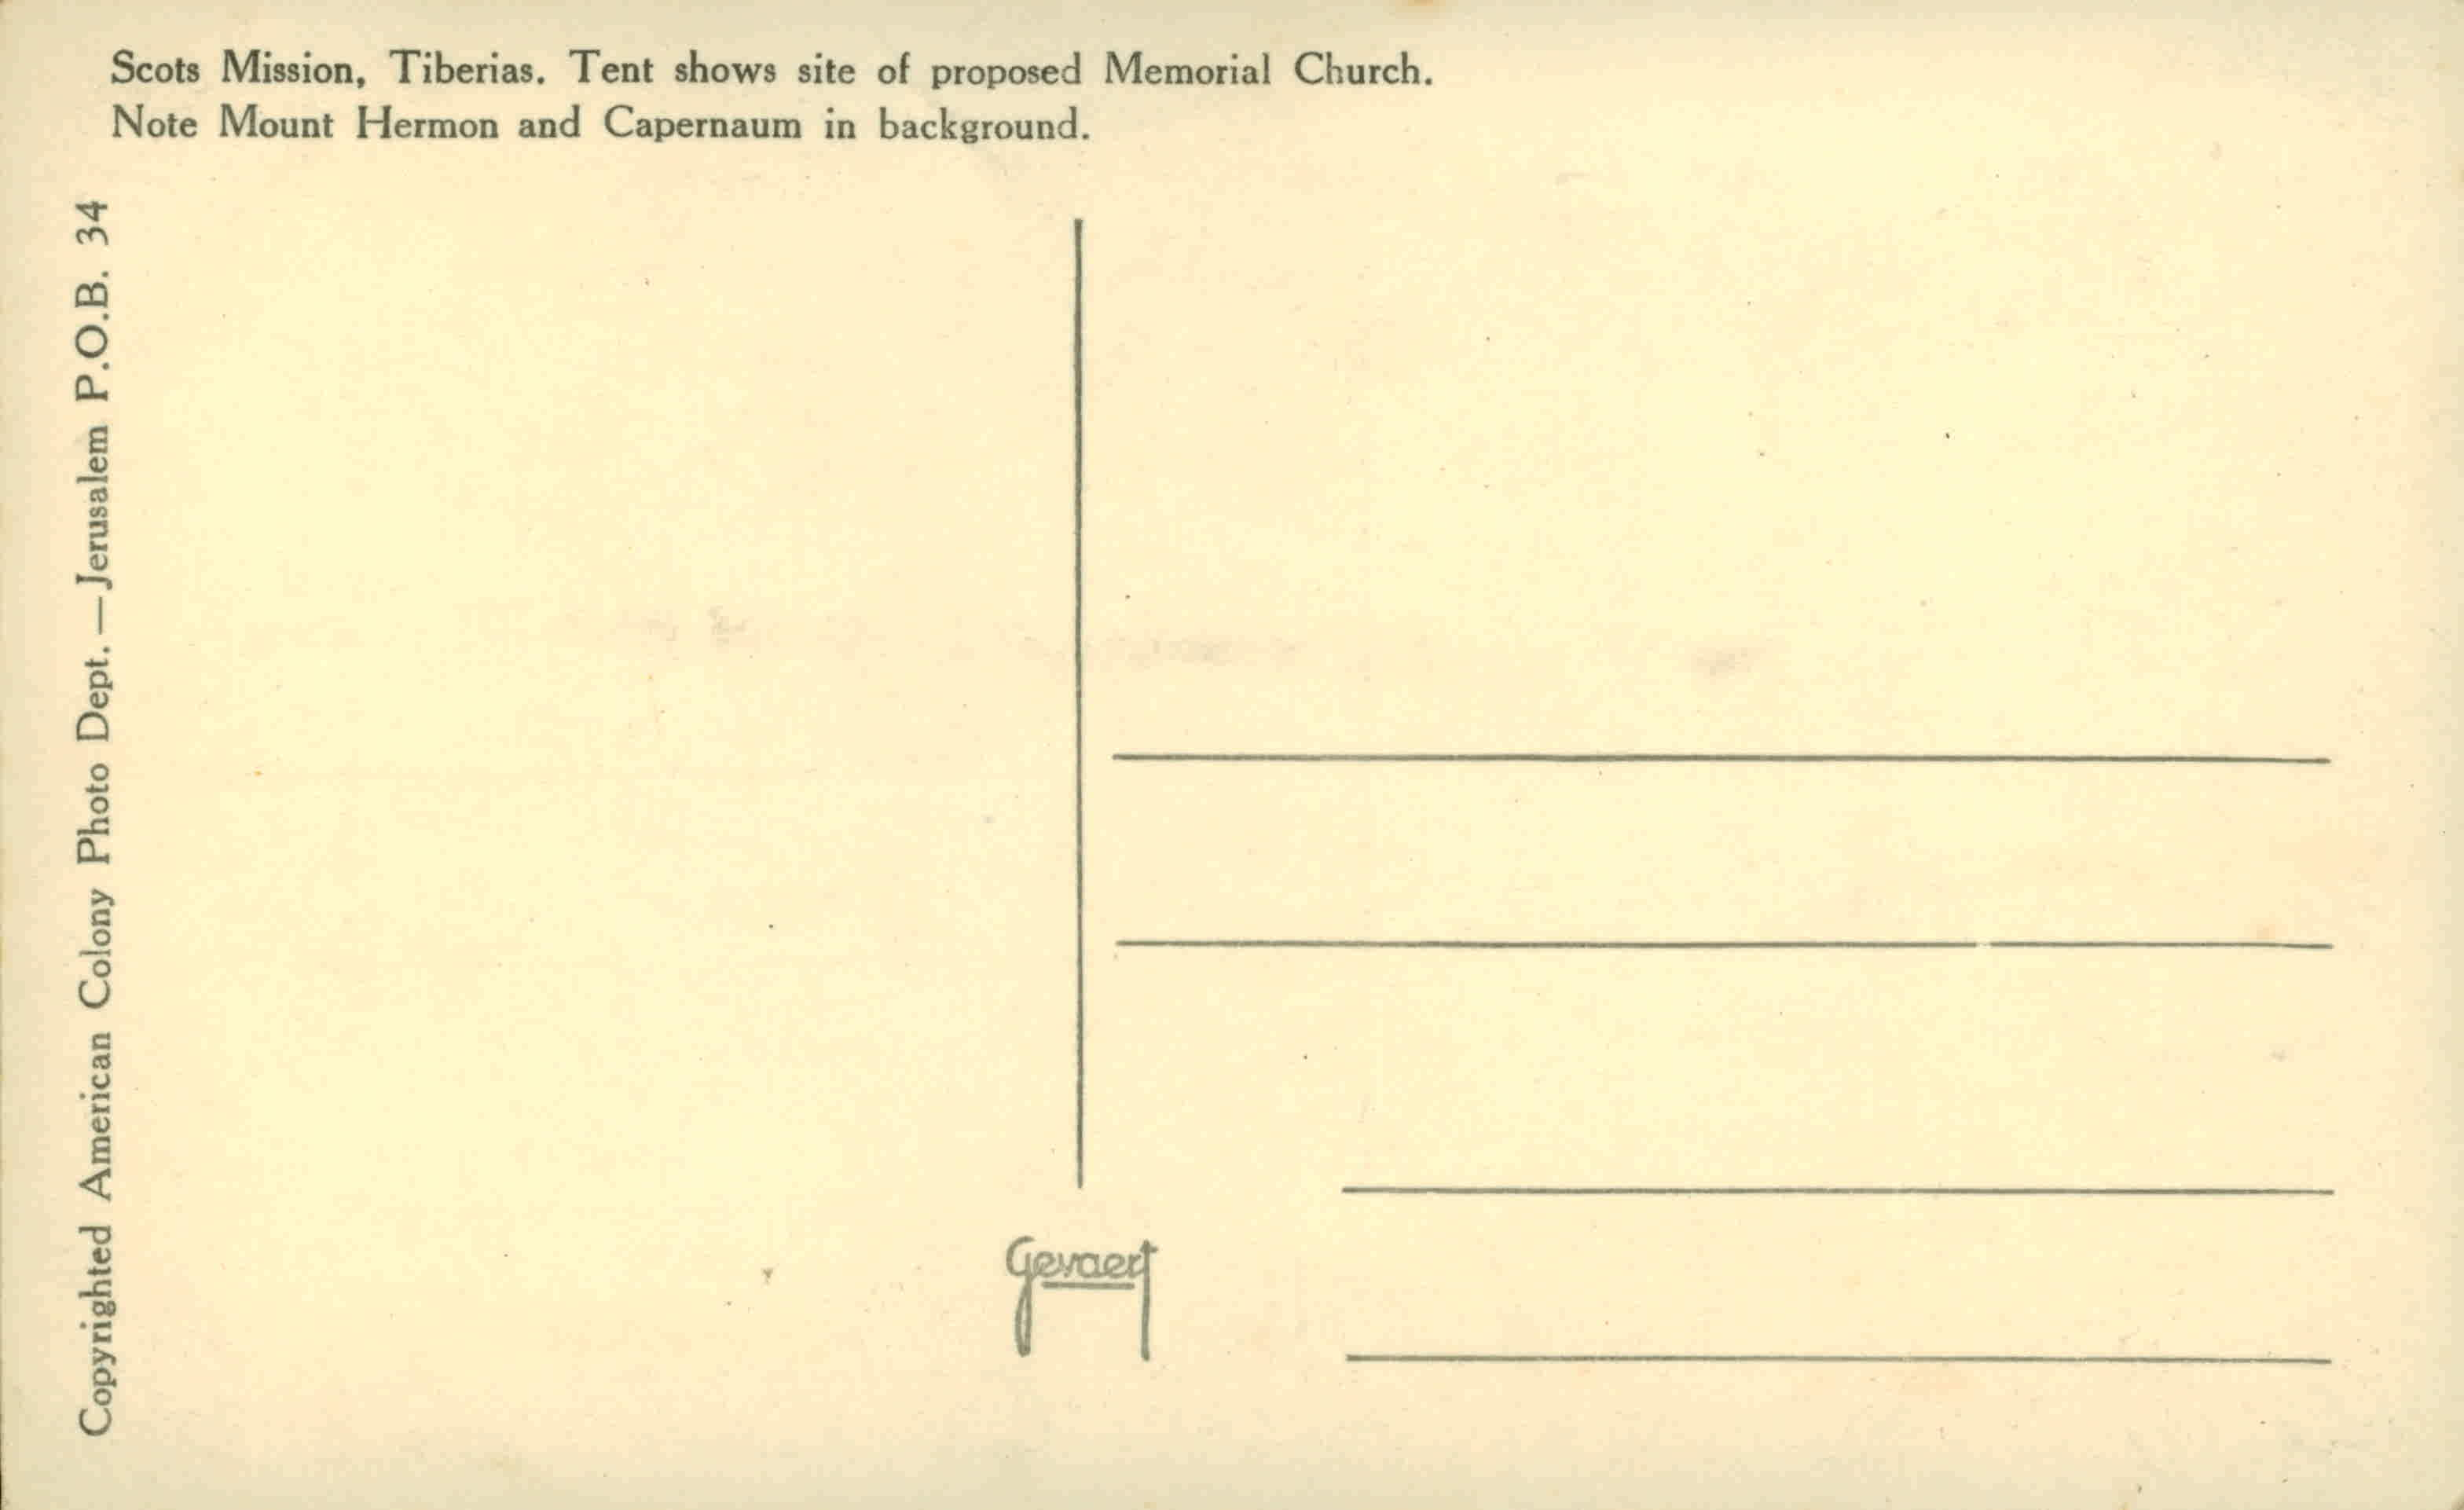 Scots Mission, Tiberias. Tent shows site of proposed Memorial Church.
Note Mount Hermon and Capernaum in background.
Copyrighted American Colony Photo Dept. — Jerusalem P.O.B. 34
Gevaert